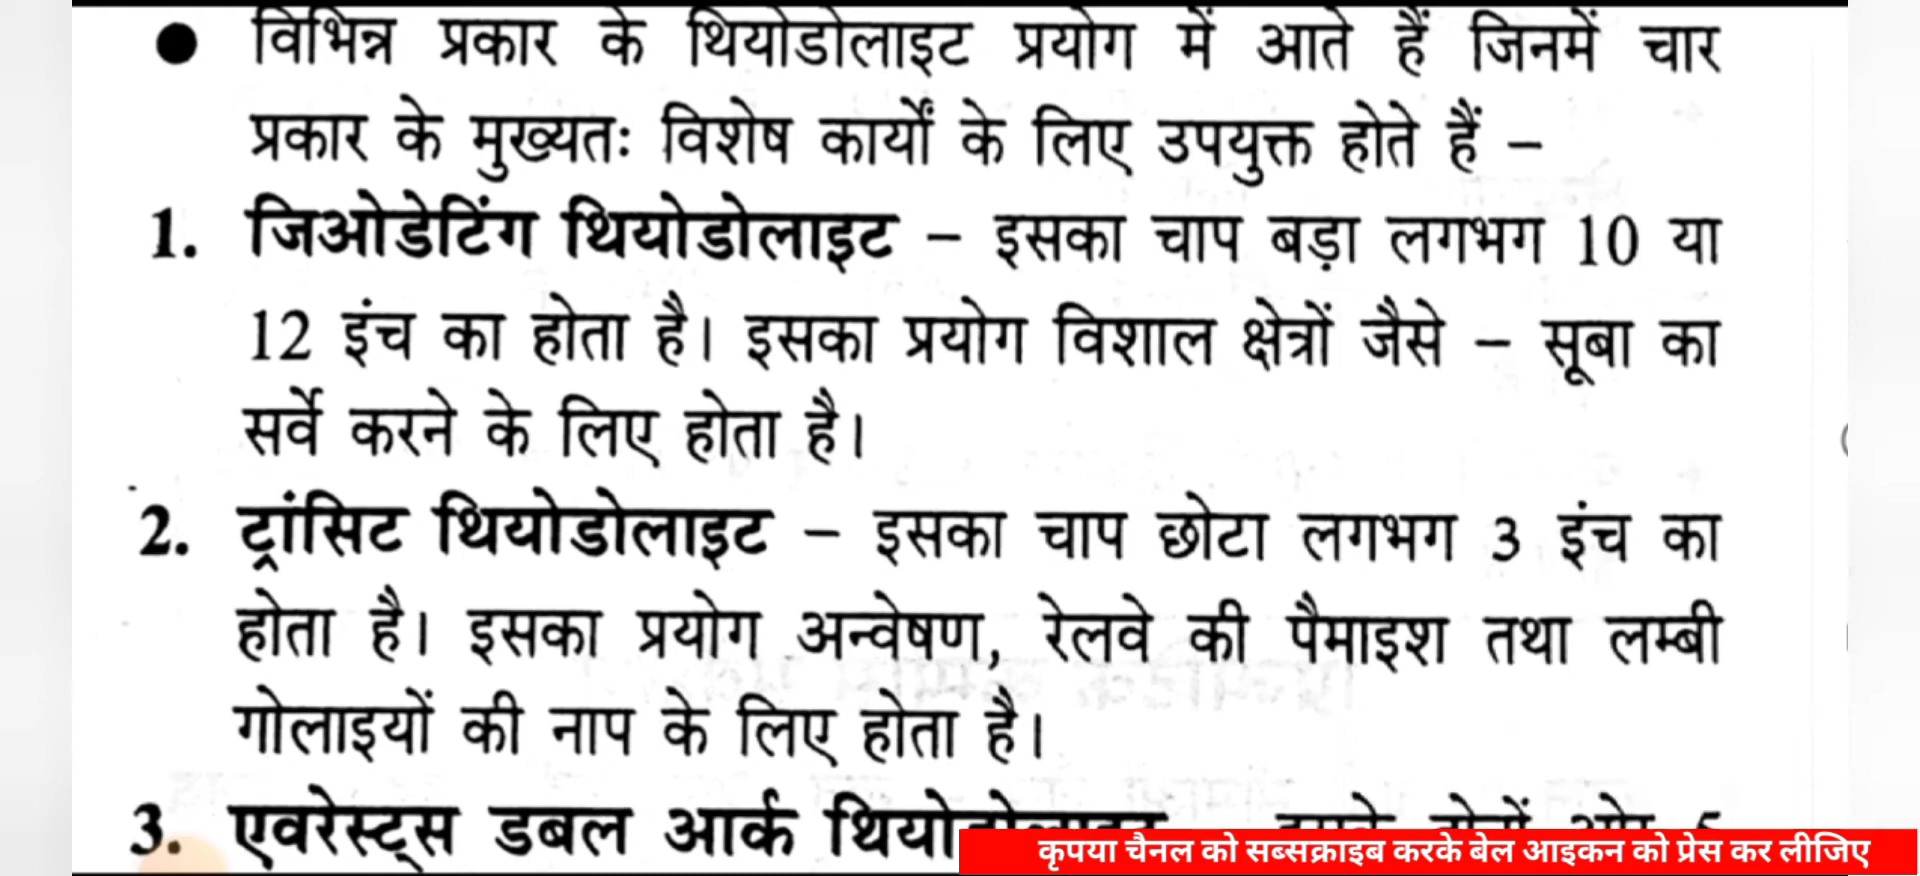 ● विभिन्न प्रकार के थियोडोलाइट प्रयोग में आते हैं जिनमें चार
प्रकार के मुख्यतः विशेष कार्यों के लिए उपयुक्त होते हैं –
1. जिओडेटिंग थियोडोलाइट – इसका चाप बड़ा लगभग 10 या
12 इंच का होता है। इसका प्रयोग विशाल क्षेत्रों जैसे – सूबा का
सर्वे करने के लिए होता है।
2. ट्रांसिट थियोडोलाइट – इसका चाप छोटा लगभग 3 इंच का
होता है। इसका प्रयोग अन्वेषण, रेलवे की पैमाइश तथा लम्बी
गोलाइयों की नाप के लिए होता है।
3. एवरेस्ट्स डबल आर्क थियोडोलाइट
कृपया चैनल को सब्सक्राइब करके बेल आइकन को प्रेस कर लीजिए